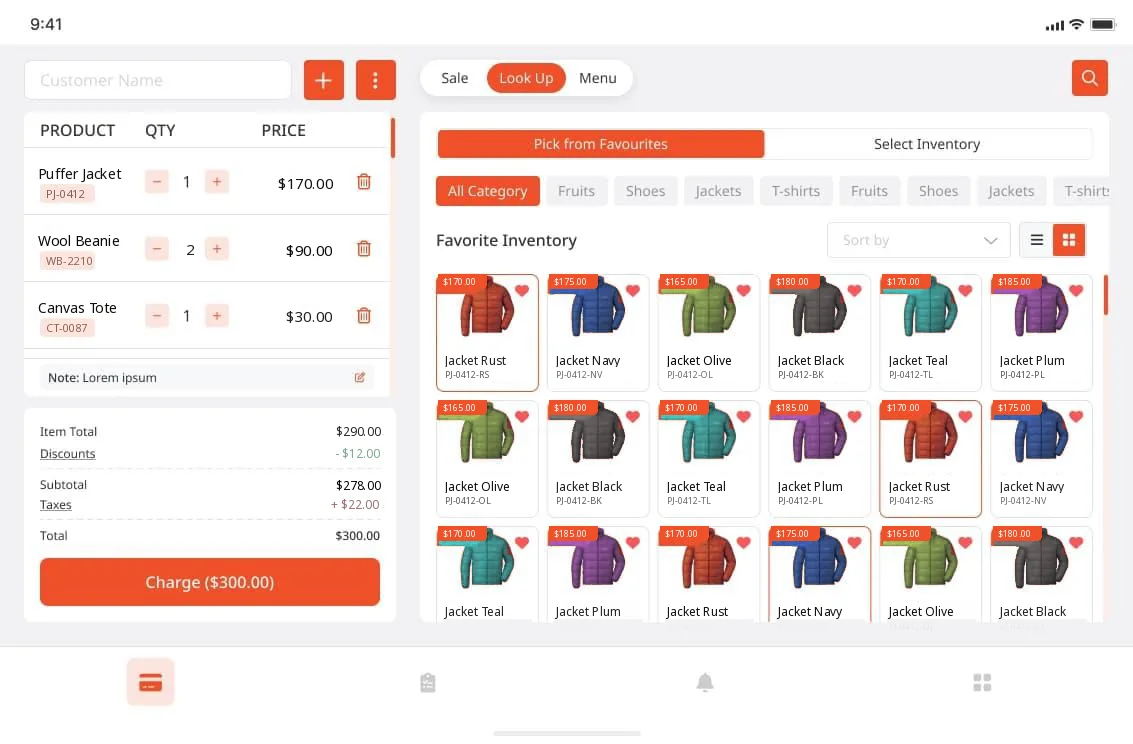 9:41
Customer Name
Sale Look Up Menu
PRODUCT QTY PRICE
Puffer Jacket
PJ-0412
1 $170.00
Wool Beanie
WB-2210
2 $90.00
Canvas Tote
CT-0087
1 $30.00
Note: Lorem ipsum
Item Total $290.00
Discounts - $12.00
Subtotal $278.00
Taxes + $22.00
Total $300.00
Charge ($300.00)
Pick from Favourites Select Inventory
All Category Fruits Shoes Jackets T-shirts Fruits Shoes Jackets T-shirts
Favorite Inventory Sort by
$170.00 $175.00 $165.00 $180.00 $170.00 $185.00
Jacket Rust Jacket Navy Jacket Olive Jacket Black Jacket Teal Jacket Plum
PJ-0412-RS PJ-0412-NV PJ-0412-OL PJ-0412-BK PJ-0412-TL PJ-0412-PL
$165.00 $180.00 $170.00 $185.00 $170.00 $175.00
Jacket Olive Jacket Black Jacket Teal Jacket Plum Jacket Rust Jacket Navy
PJ-0412-OL PJ-0412-BK PJ-0412-TL PJ-0412-PL PJ-0412-RS PJ-0412-NV
$170.00 $185.00 $170.00 $175.00 $165.00 $180.00
Jacket Teal Jacket Plum Jacket Rust Jacket Navy Jacket Olive Jacket Black